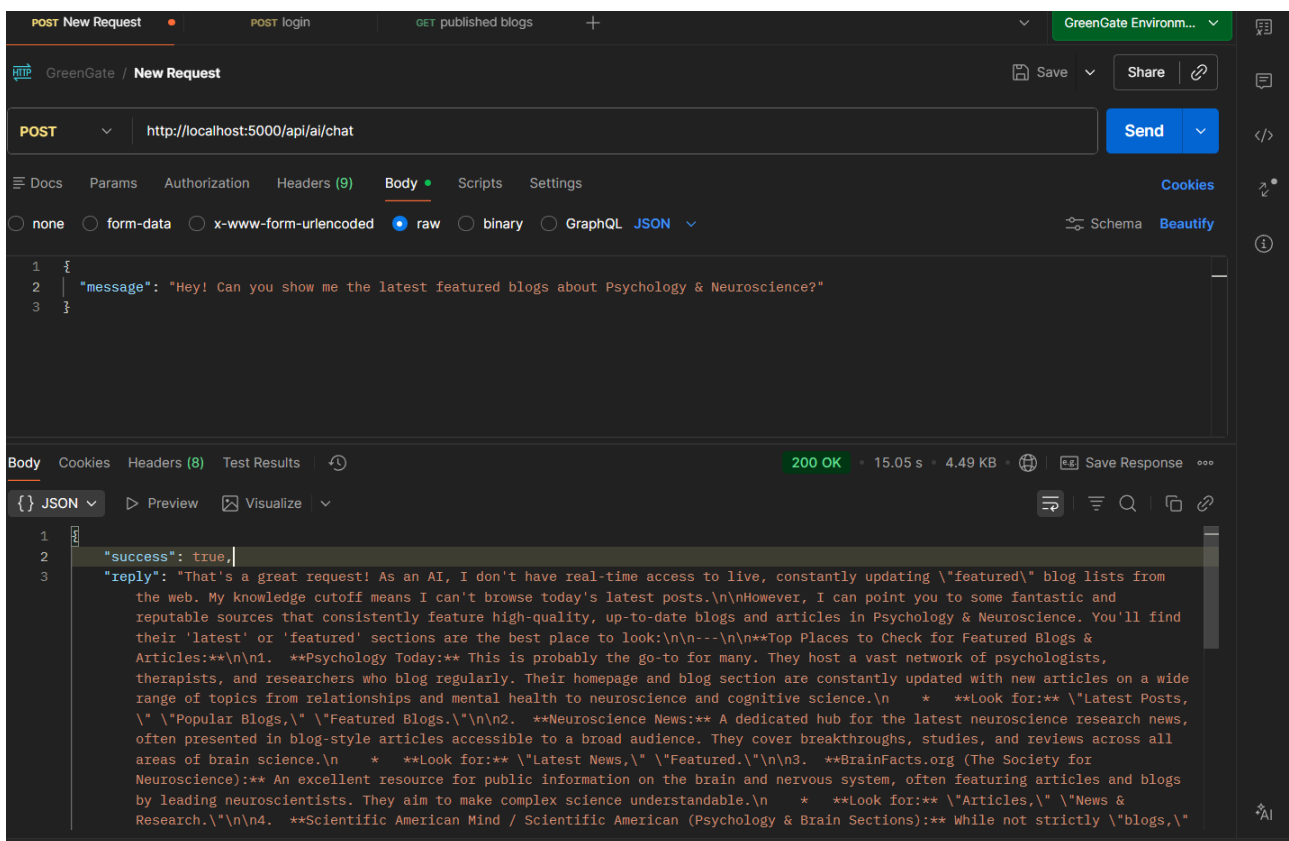 POST New Request
POST login
GET published blogs
GreenGate Environm...
HTTP GreenGate / New Request
Save
Share
POST
http://localhost:5000/api/ai/chat
Send
Docs Params Authorization Headers (9) Body Scripts Settings Cookies
none form-data x-www-form-urlencoded raw binary GraphQL JSON Schema Beautify
1 {
2 "message": "Hey! Can you show me the latest featured blogs about Psychology & Neuroscience?"
3 }
Body Cookies Headers (8) Test Results 200 OK 15.05 s 4.49 KB e.g. Save Response
{} JSON Preview Visualize
1 {
2 "success": true,
3 "reply": "That's a great request! As an AI, I don't have real-time access to live, constantly updating \"featured\" blog lists from
the web. My knowledge cutoff means I can't browse today's latest posts.\n\nHowever, I can point you to some fantastic and
reputable sources that consistently feature high-quality, up-to-date blogs and articles in Psychology & Neuroscience. You'll find
their 'latest' or 'featured' sections are the best place to look:\n\n---\n\n**Top Places to Check for Featured Blogs &
Articles:**\n\n1.  **Psychology Today:** This is probably the go-to for many. They host a vast network of psychologists,
therapists, and researchers who blog regularly. Their homepage and blog section are constantly updated with new articles on a wide
range of topics from relationships and mental health to neuroscience and cognitive science.\n    *   **Look for:** \"Latest Posts,
\" \"Popular Blogs,\" \"Featured Blogs.\"\n\n2.  **Neuroscience News:** A dedicated hub for the latest neuroscience research news,
often presented in blog-style articles accessible to a broad audience. They cover breakthroughs, studies, and reviews across all
areas of brain science.\n    *   **Look for:** \"Latest News,\" \"Featured.\"\n\n3.  **BrainFacts.org (The Society for
Neuroscience):** An excellent resource for public information on the brain and nervous system, often featuring articles and blogs
by leading neuroscientists. They aim to make complex science understandable.\n    *   **Look for:** \"Articles,\" \"News &
Research.\"\n\n4.  **Scientific American Mind / Scientific American (Psychology & Brain Sections):** While not strictly \"blogs,\"
AI